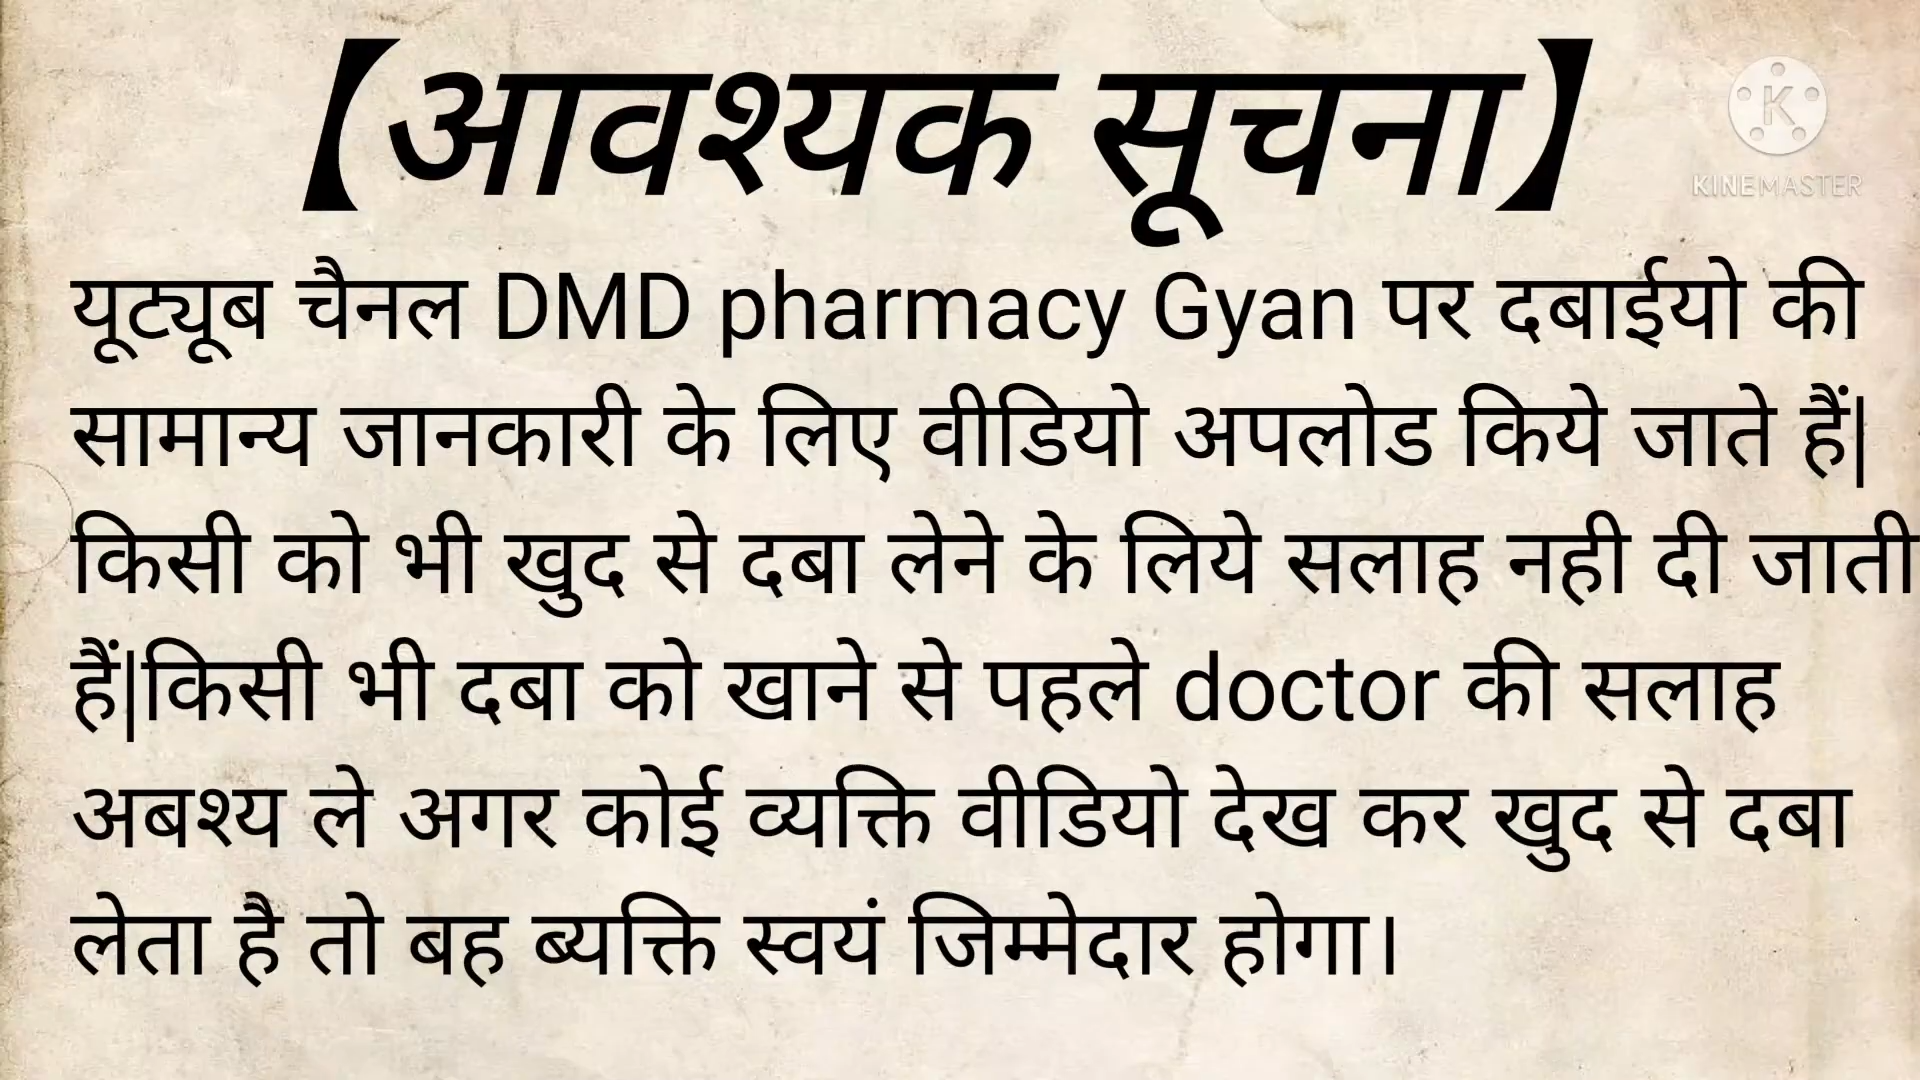 【आवश्यक सूचना】
KINEMASTER
यूट्यूब चैनल DMD pharmacy Gyan पर दबाईयो की
सामान्य जानकारी के लिए वीडियो अपलोड किये जाते हैं|
किसी को भी खुद से दबा लेने के लिये सलाह नही दी जाती
हैं|किसी भी दबा को खाने से पहले doctor की सलाह
अबश्य ले अगर कोई व्यक्ति वीडियो देख कर खुद से दबा
लेता है तो बह ब्यक्ति स्वयं जिम्मेदार होगा।